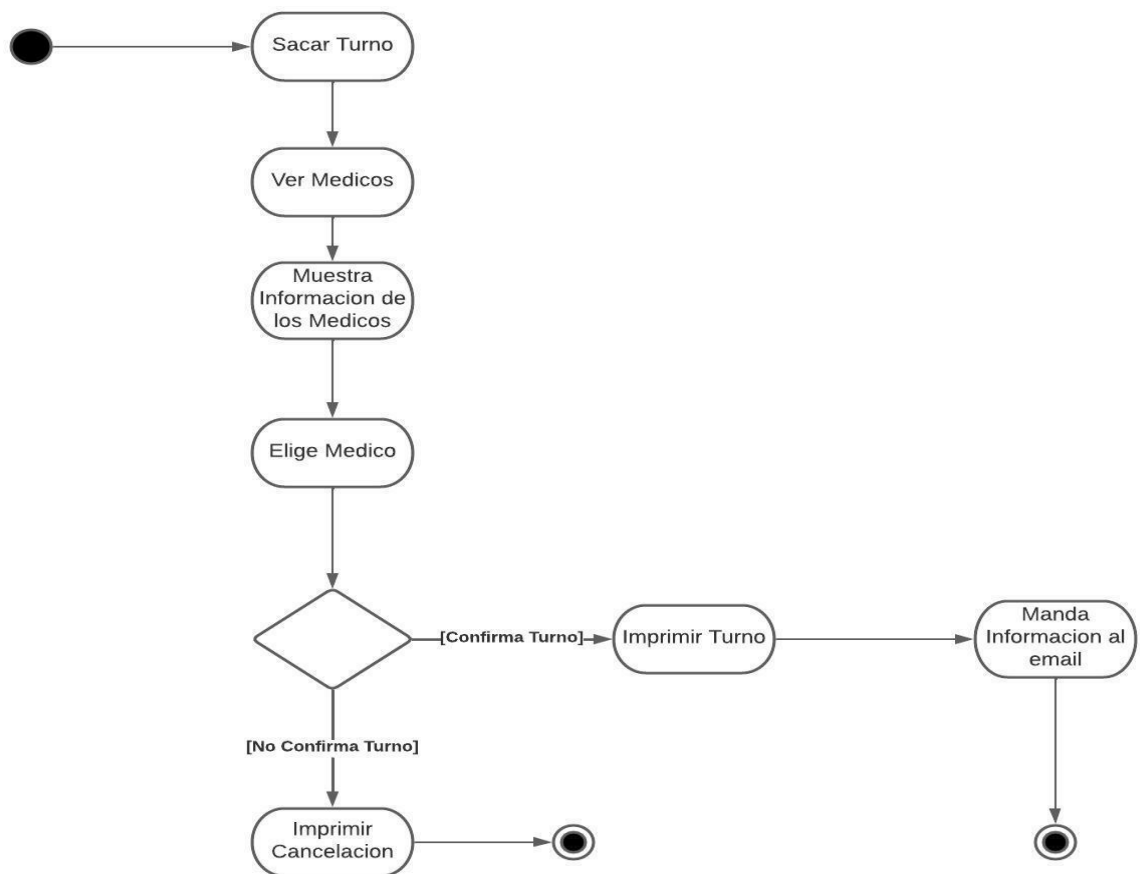 Sacar Turno
Ver Medicos
Muestra
Informacion de
los Medicos
Elige Medico
[Confirma Turno]
Imprimir Turno
Manda
Informacion al
email
[No Confirma Turno]
Imprimir
Cancelacion